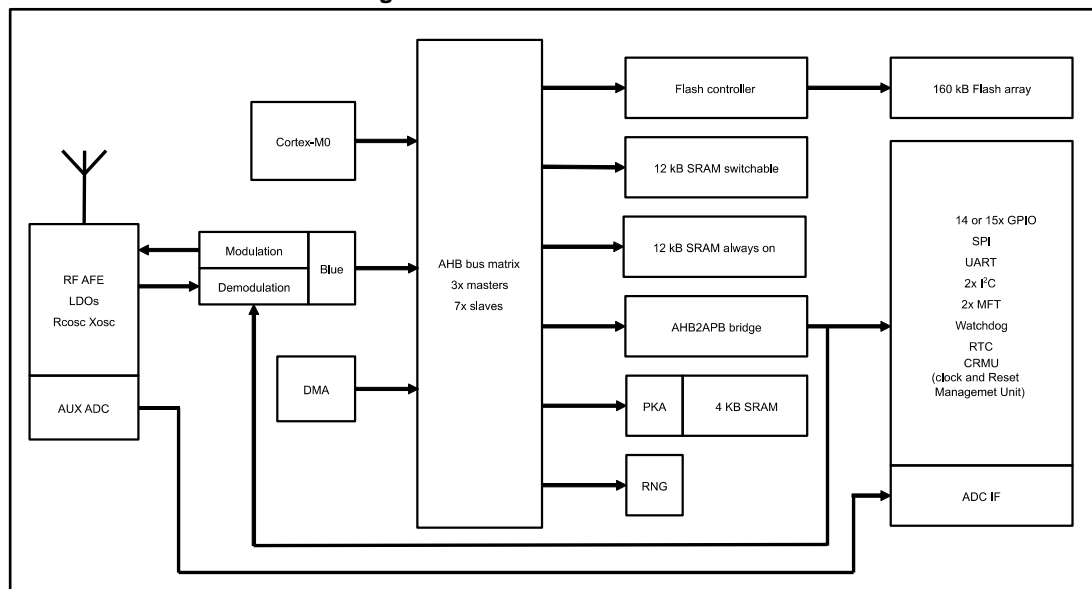 Cortex-M0
RF AFE
LDOs
Rcosc Xosc
AUX ADC
Modulation
Demodulation
Blue
DMA
AHB bus matrix
3x masters
7x slaves
Flash controller
160 kB Flash array
12 kB SRAM switchable
12 kB SRAM always on
AHB2APB bridge
PKA
4 KB SRAM
RNG
14 or 15x GPIO
SPI
UART
2x I²C
2x MFT
Watchdog
RTC
CRMU
(clock and Reset
Managemet Unit)
ADC IF